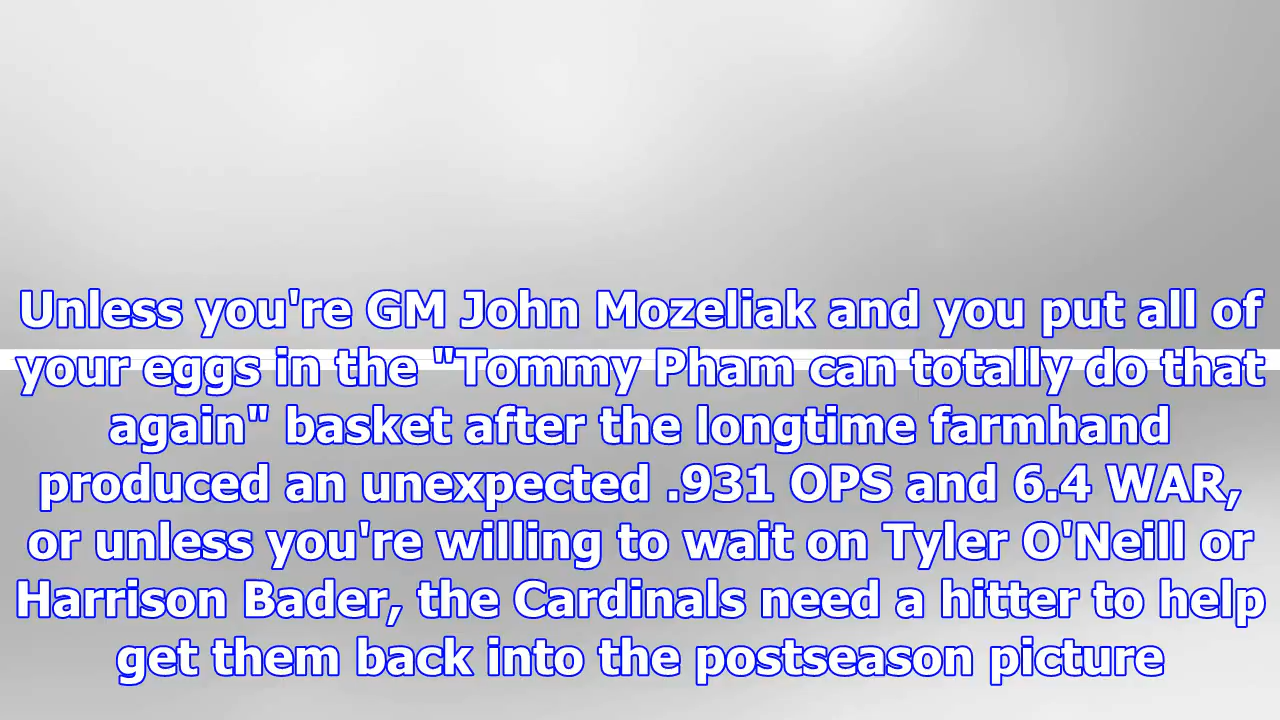 Unless you're GM John Mozeliak and you put all of
your eggs in the "Tommy Pham can totally do that
again" basket after the longtime farmhand
produced an unexpected .931 OPS and 6.4 WAR,
or unless you're willing to wait on Tyler O'Neill or
Harrison Bader, the Cardinals need a hitter to help
get them back into the postseason picture